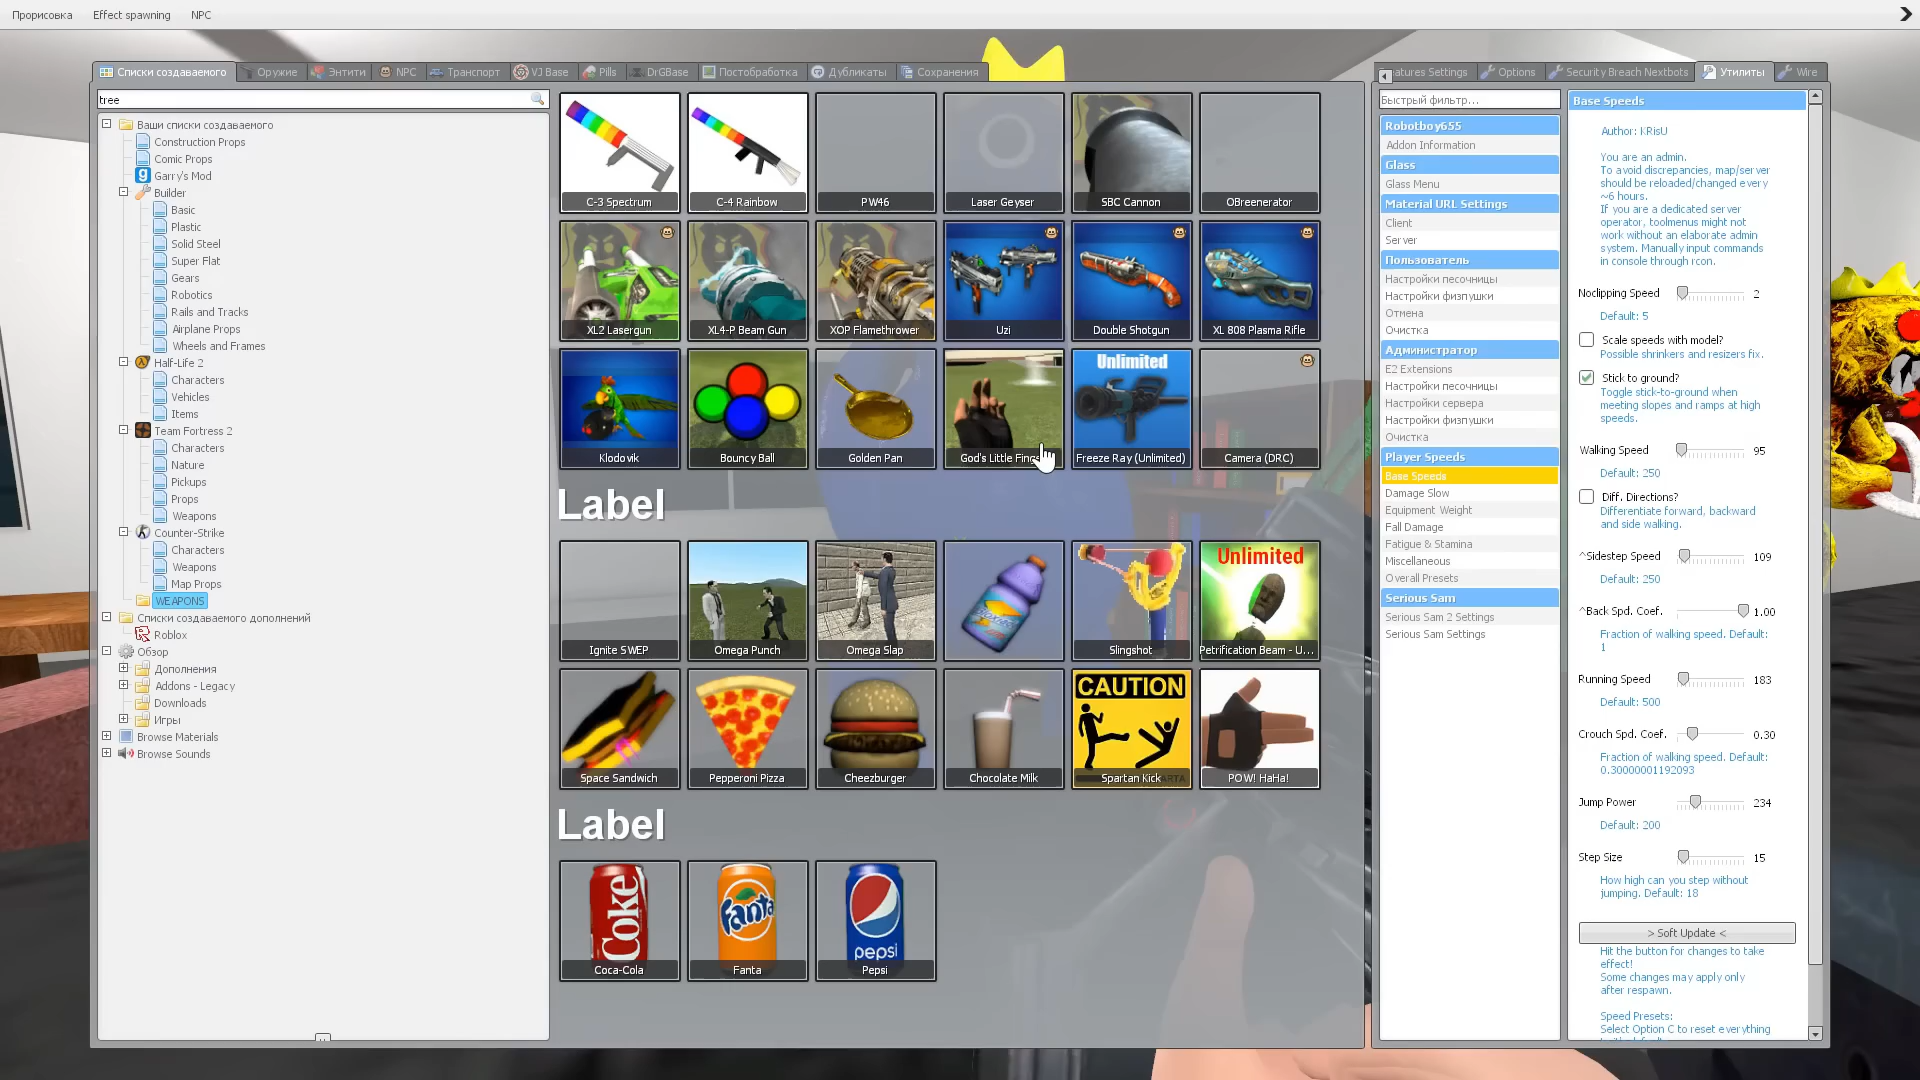 Прорисовка
Effect spawning
NPC
Списки создаваемого
Оружие
Энтити
NPC
Транспорт
VJ Base
Pills
DrGBase
Постобработка
Дубликаты
Сохранения
tree
Ваши списки создаваемого
Construction Props
Comic Props
Garry's Mod
Builder
Basic
Plastic
Solid Steel
Super Flat
Gears
Robotics
Rails and Tracks
Airplane Props
Wheels and Frames
Half-Life 2
Characters
Vehicles
Items
Team Fortress 2
Characters
Nature
Pickups
Props
Weapons
Counter-Strike
Characters
Weapons
Map Props
WEAPONS
Списки создаваемого дополнений
Roblox
Обзор
Дополнения
Addons - Legacy
Downloads
Игры
Browse Materials
Browse Sounds
C-3 Spectrum
C-4 Rainbow
PW46
Laser Geyser
SBC Cannon
OBreenerator
XL2 Lasergun
XL4-P Beam Gun
XOP Flamethrower
Uzi
Double Shotgun
XL 808 Plasma Rifle
Klodovik
Bouncy Ball
Golden Pan
God's Little
Unlimited
Freeze Ray (Unlimited)
Camera (DRC)
Label
Ignite SWEP
Omega Punch
Omega Slap
Slingshot
Unlimited
Petrification Beam - U...
Space Sandwich
Pepperoni Pizza
Cheezburger
Chocolate Milk
CAUTION
Spartan Kick
POW! HaHa!
Label
Coke
Coca-Cola
Fanta
Fanta
pepsi
Pepsi
atures Settings
Options
Security Breach Nextbots
Утилиты
Wire
Быстрый фильтр...
Robotboy655
Addon Information
Glass
Glass Menu
Material URL Settings
Client
Server
Пользователь
Настройки песочницы
Настройки физпушки
Отмена
Очистка
Администратор
E2 Extensions
Настройки песочницы
Настройки сервера
Настройки физпушки
Очистка
Player Speeds
Base Speeds
Damage Slow
Equipment Weight
Fall Damage
Fatigue & Stamina
Miscellaneous
Overall Presets
Serious Sam
Serious Sam 2 Settings
Serious Sam Settings
Base Speeds
Author: KRisU
You are an admin.
To avoid discrepancies, map/server
should be reloaded/changed every
~6 hours.
If you are a dedicated server
operator, toolmenus might not
work without an elaborate admin
system. Manually input commands
in console through rcon.
Noclipping Speed 2
Default: 5
Scale speeds with model?
Possible shrinkers and resizers fix.
Stick to ground?
Toggle stick-to-ground when
meeting slopes and ramps at high
speeds.
Walking Speed 95
Default: 250
Diff. Directions?
Differentiate forward, backward
and side walking.
^Sidestep Speed 109
Default: 250
^Back Spd. Coef. 1.00
Fraction of walking speed. Default:
1
Running Speed 183
Default: 500
Crouch Spd. Coef. 0.30
Fraction of walking speed. Default:
0.30000001192093
Jump Power 234
Default: 200
Step Size 15
How high can you step without
jumping. Default: 18
> Soft Update <
Hit the button for changes to take
effect!
Some changes may apply only
after respawn.
Speed Presets:
Select Option C to reset everything